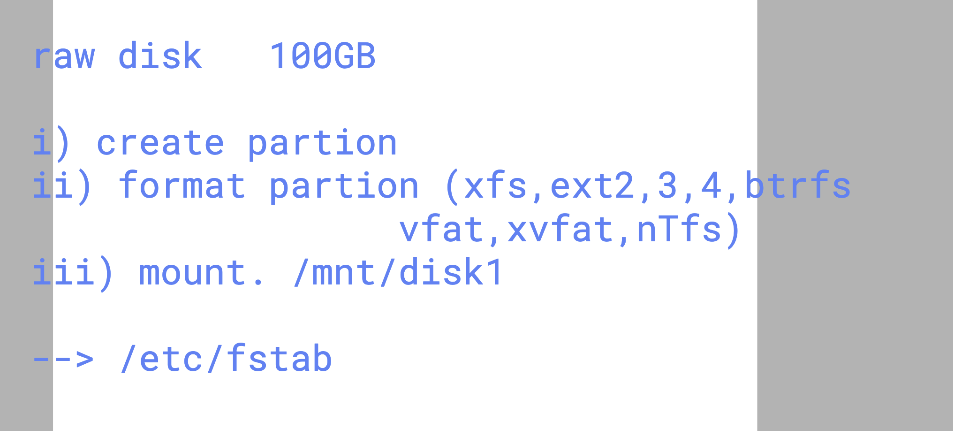 raw disk 100GB
i) create partion
ii) format partion (xfs,ext2,3,4,btrfs
vfat,xvfat,nTfs)
iii) mount. /mnt/disk1
--> /etc/fstab